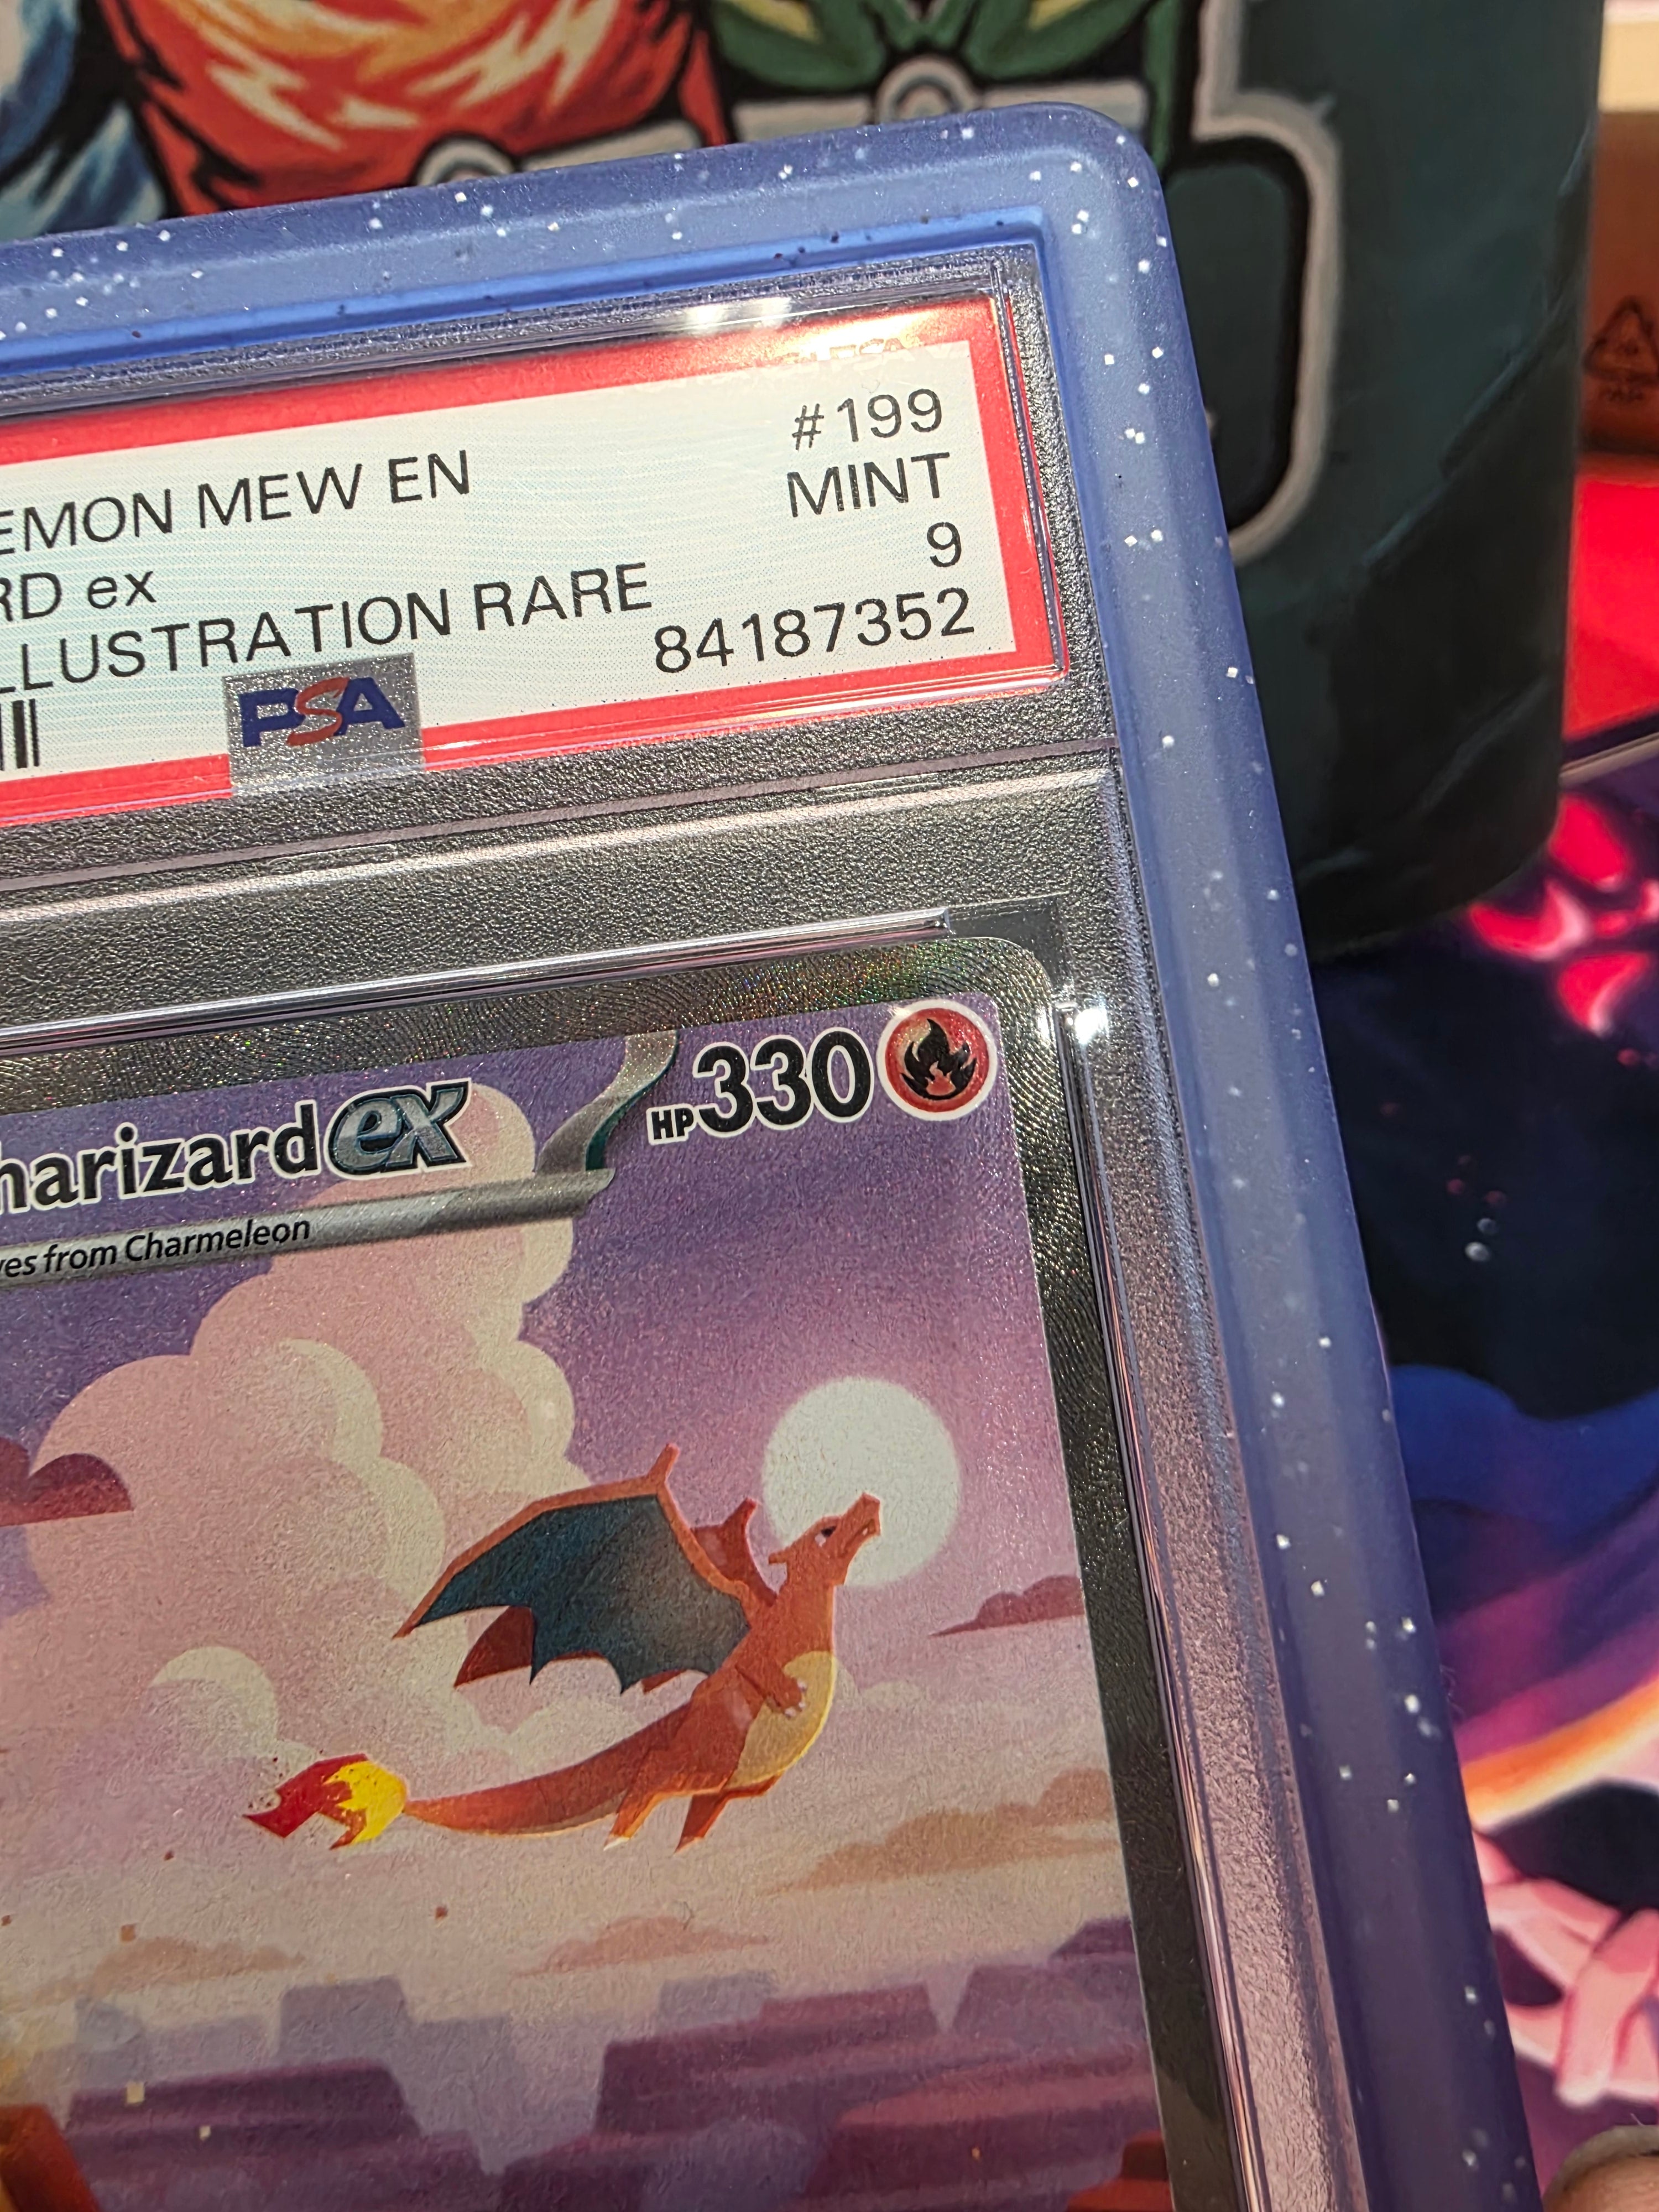 EMON MEW EN #199
RD ex MINT
LLUSTRATION RARE 9
84187352
PSA
harizard ex HP 330
ves from Charmeleon